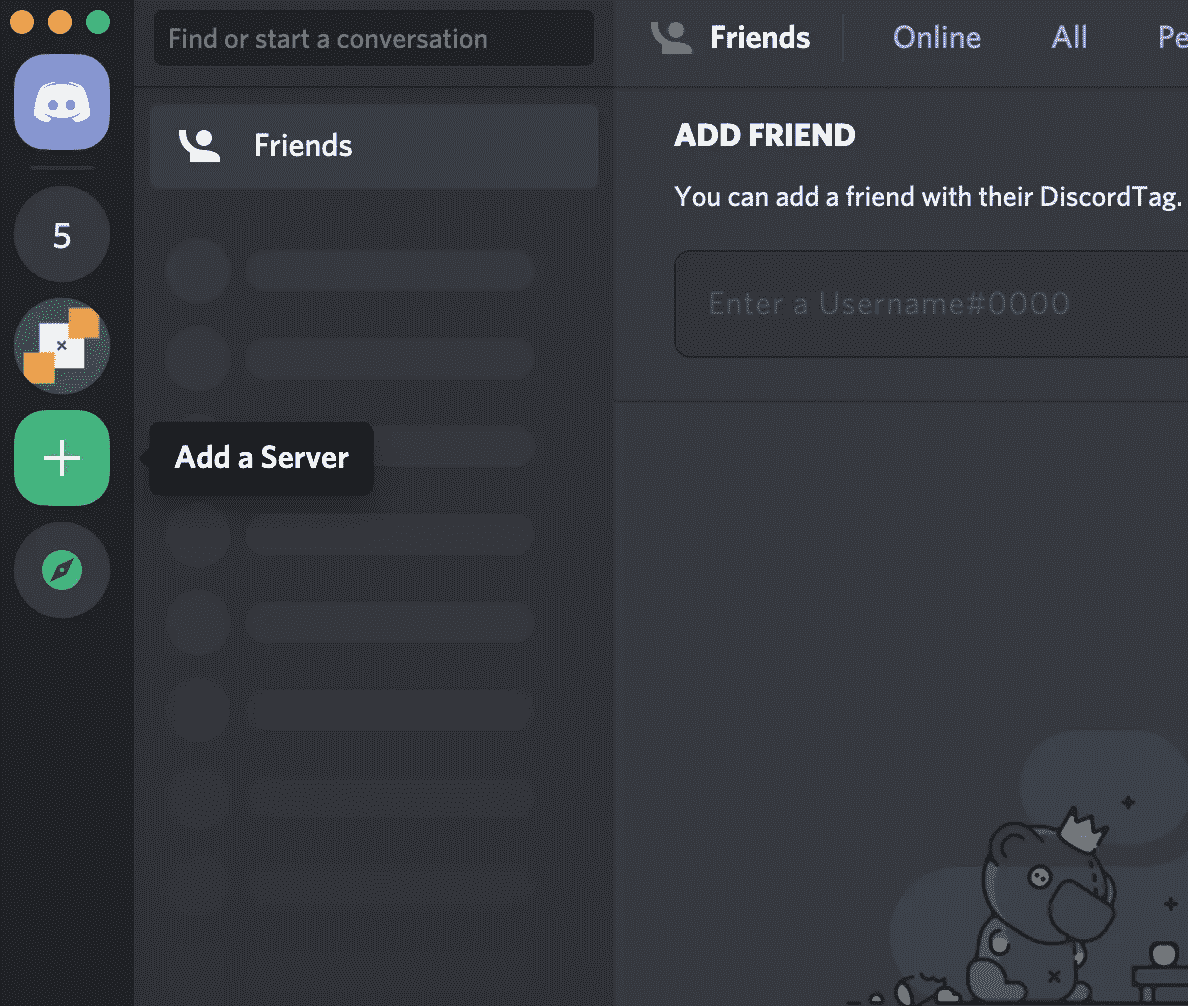 Find or start a conversation
Friends
Online
All
Pe
Friends
ADD FRIEND
You can add a friend with their DiscordTag.
5
Enter a Username#0000
Add a Server